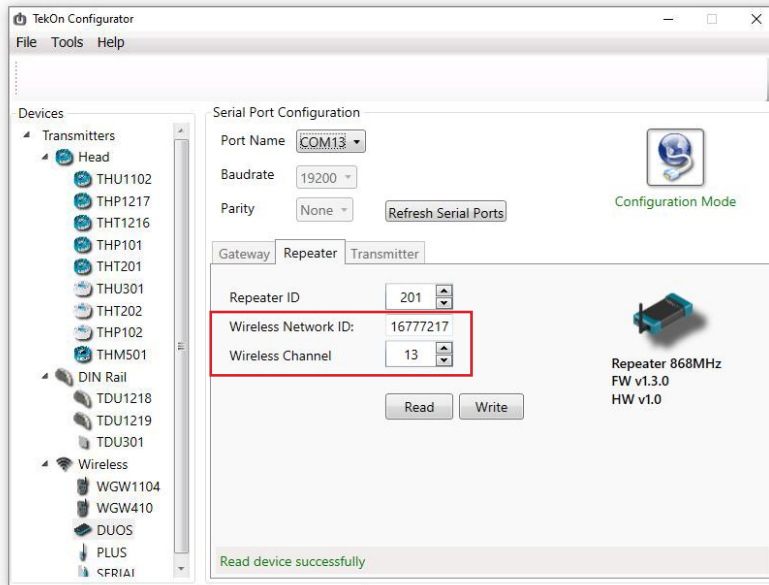 TekOn Configurator
File Tools Help
Devices
Transmitters
Head
THU1102
THP1217
THT1216
THP101
THT201
THU301
THT202
THP102
THM501
DIN Rail
TDU1218
TDU1219
TDU301
Wireless
WGW1104
WGW410
DUOS
PLUS
SERIAL
Serial Port Configuration
Port Name COM13
Baudrate 19200
Parity None Refresh Serial Ports
Configuration Mode
Gateway Repeater Transmitter
Repeater ID 201
Wireless Network ID: 16777217
Wireless Channel 13
Read Write
Repeater 868MHz
FW v1.3.0
HW v1.0
Read device successfully